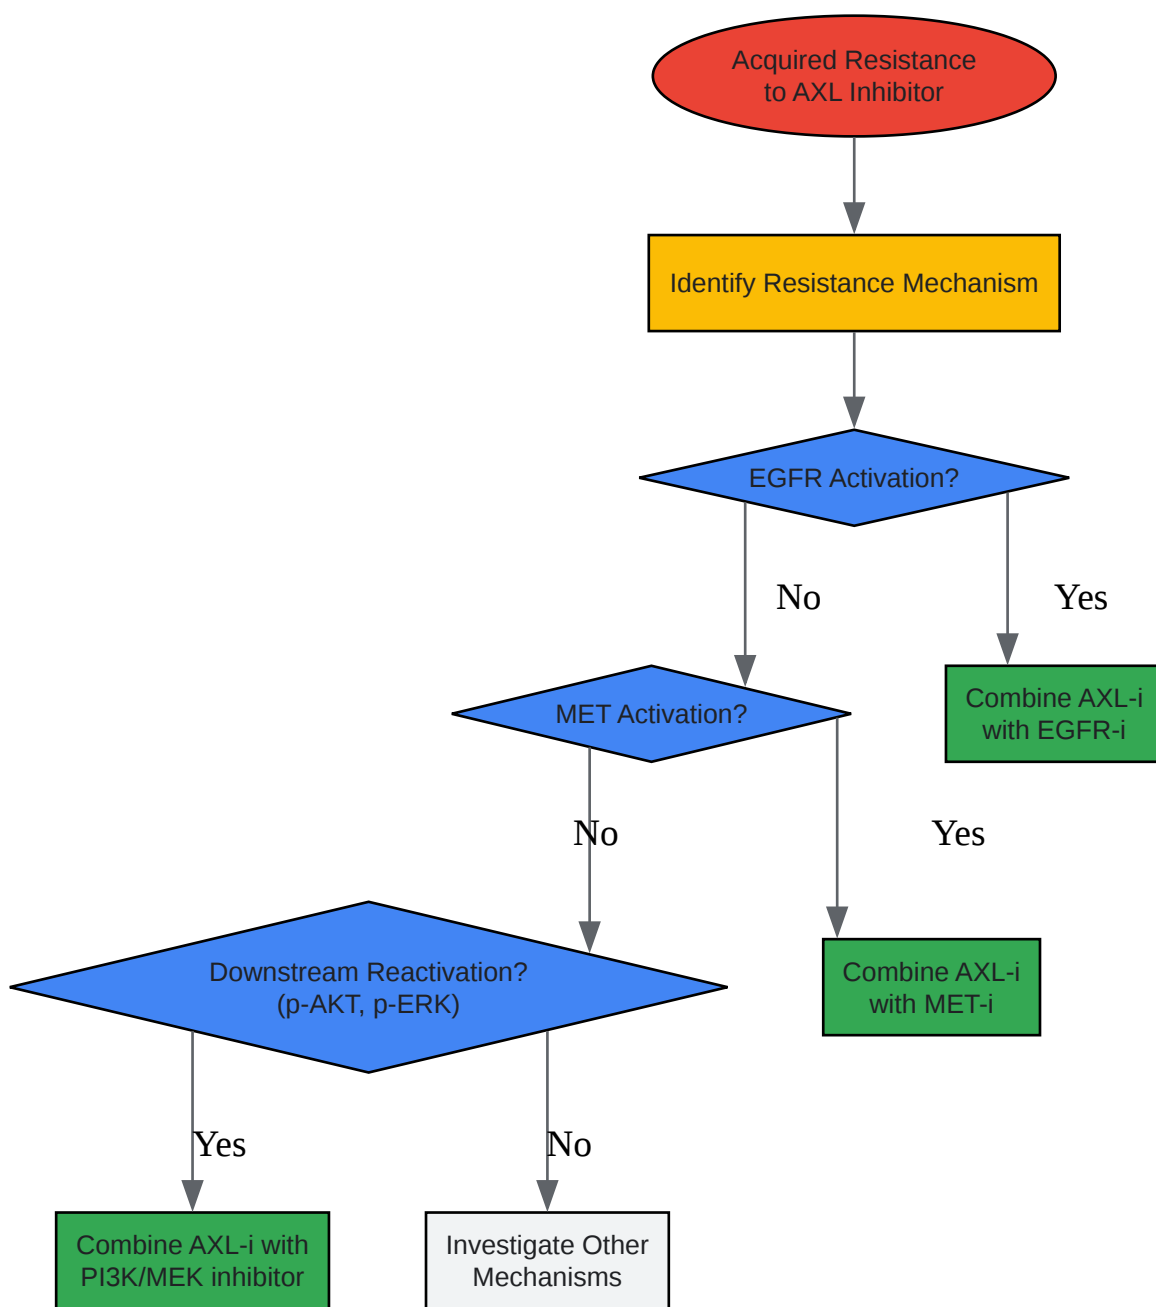 Acquired Resistance
to AXL Inhibitor
Identify Resistance Mechanism
EGFR Activation?
No
Yes
MET Activation?
Combine AXL-i
with EGFR-i
No
Yes
Downstream Reactivation?
(p-AKT, p-ERK)
Combine AXL-i
with MET-i
Yes
No
Combine AXL-i with
PI3K/MEK inhibitor
Investigate Other
Mechanisms